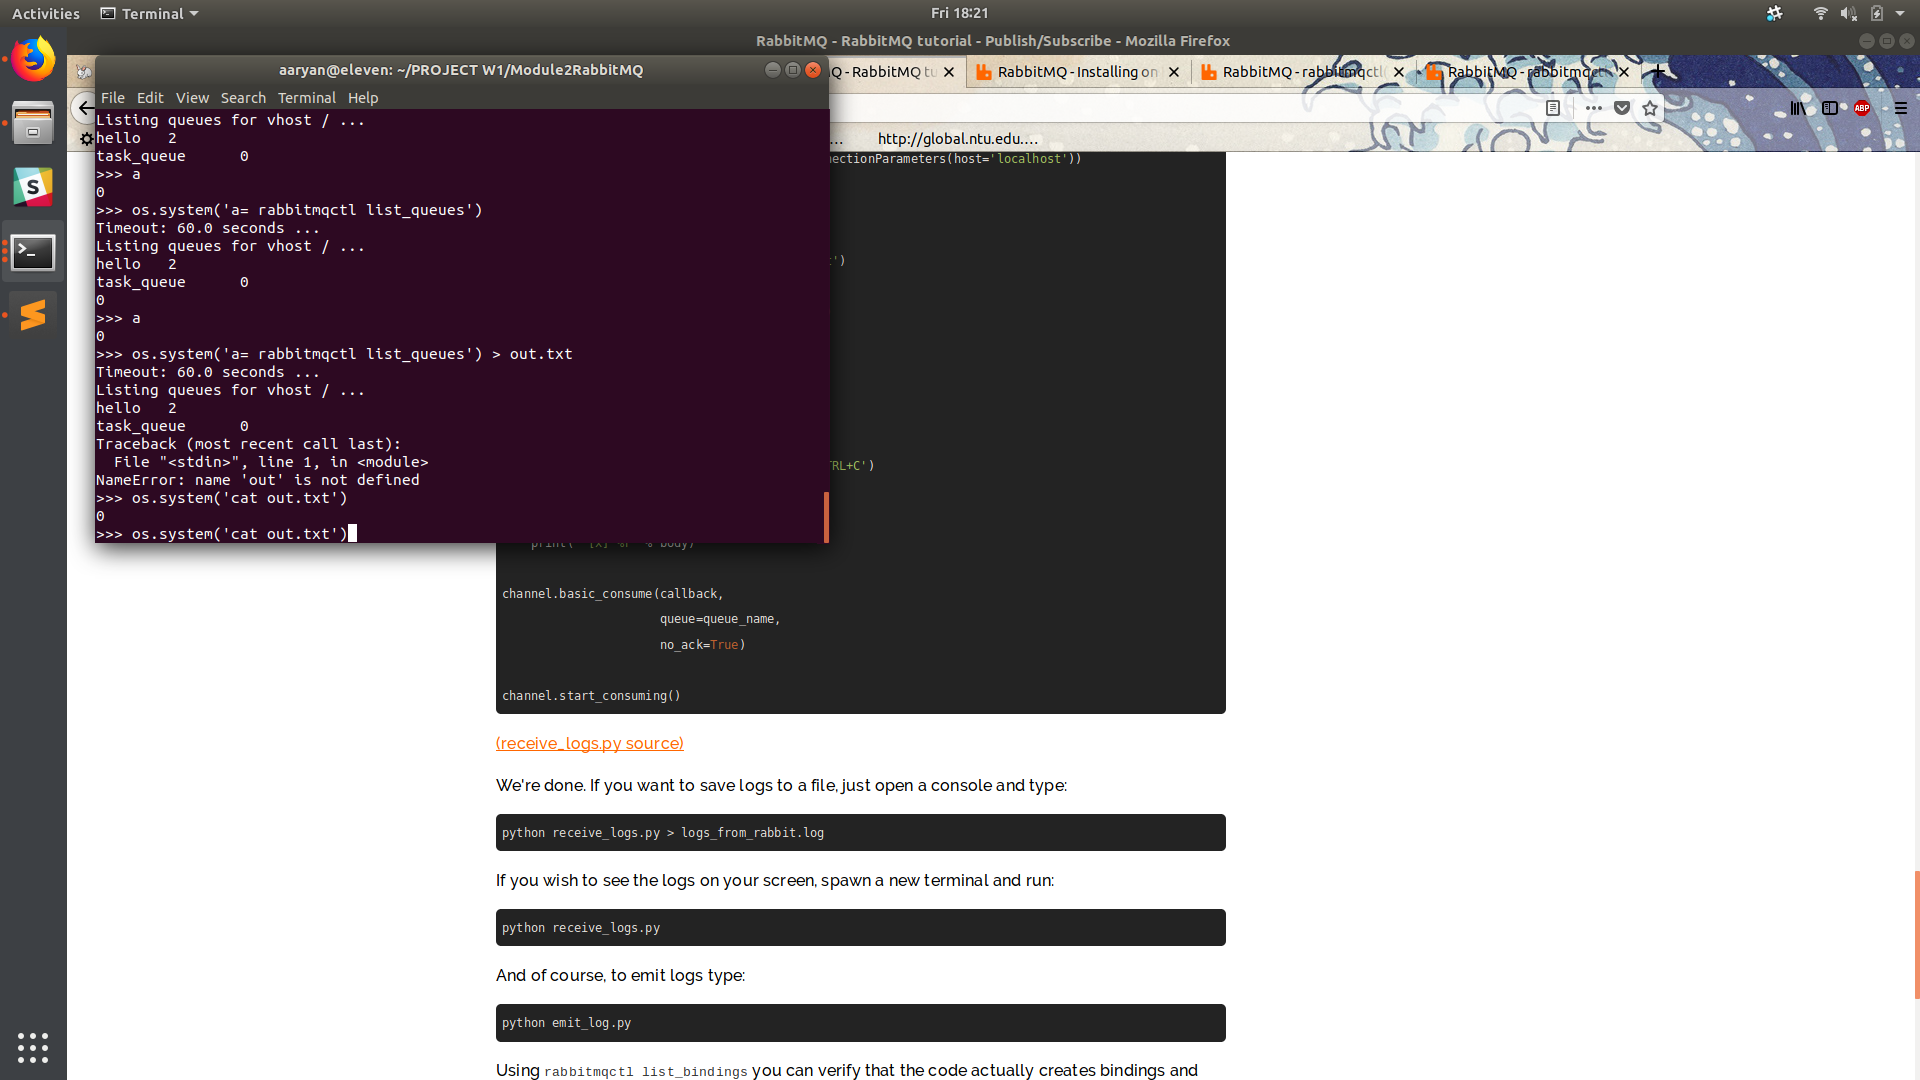 Activities
Terminal
Fri 18:21
RabbitMQ - RabbitMQ tutorial - Publish/Subscribe - Mozilla Firefox
aaryan@eleven: ~/PROJECT W1/Module2RabbitMQ
Q - RabbitMQ tu
RabbitMQ - Installing on
RabbitMQ - rabbitmqctl(
RabbitMQ - rabbitmqctl
File Edit View Search Terminal Help
ABP
http://global.ntu.edu.…
Listing queues for vhost / ...
hello   2
task_queue      0
>>> a
0
>>> os.system('a= rabbitmqctl list_queues')
Timeout: 60.0 seconds ...
Listing queues for vhost / ...
hello   2
task_queue      0
0
>>> a
0
>>> os.system('a= rabbitmqctl list_queues') > out.txt
Timeout: 60.0 seconds ...
Listing queues for vhost / ...
hello   2
task_queue      0
Traceback (most recent call last):
  File "<stdin>", line 1, in <module>
NameError: name 'out' is not defined
>>> os.system('cat out.txt')
0
>>> os.system('cat out.txt')
nectionParameters(host='localhost'))
')
TRL+C')
channel.basic_consume(callback,
queue=queue_name,
no_ack=True)
channel.start_consuming()
(receive_logs.py source)
We're done. If you want to save logs to a file, just open a console and type:
python receive_logs.py > logs_from_rabbit.log
If you wish to see the logs on your screen, spawn a new terminal and run:
python receive_logs.py
And of course, to emit logs type:
python emit_log.py
Using rabbitmqctl list_bindings you can verify that the code actually creates bindings and